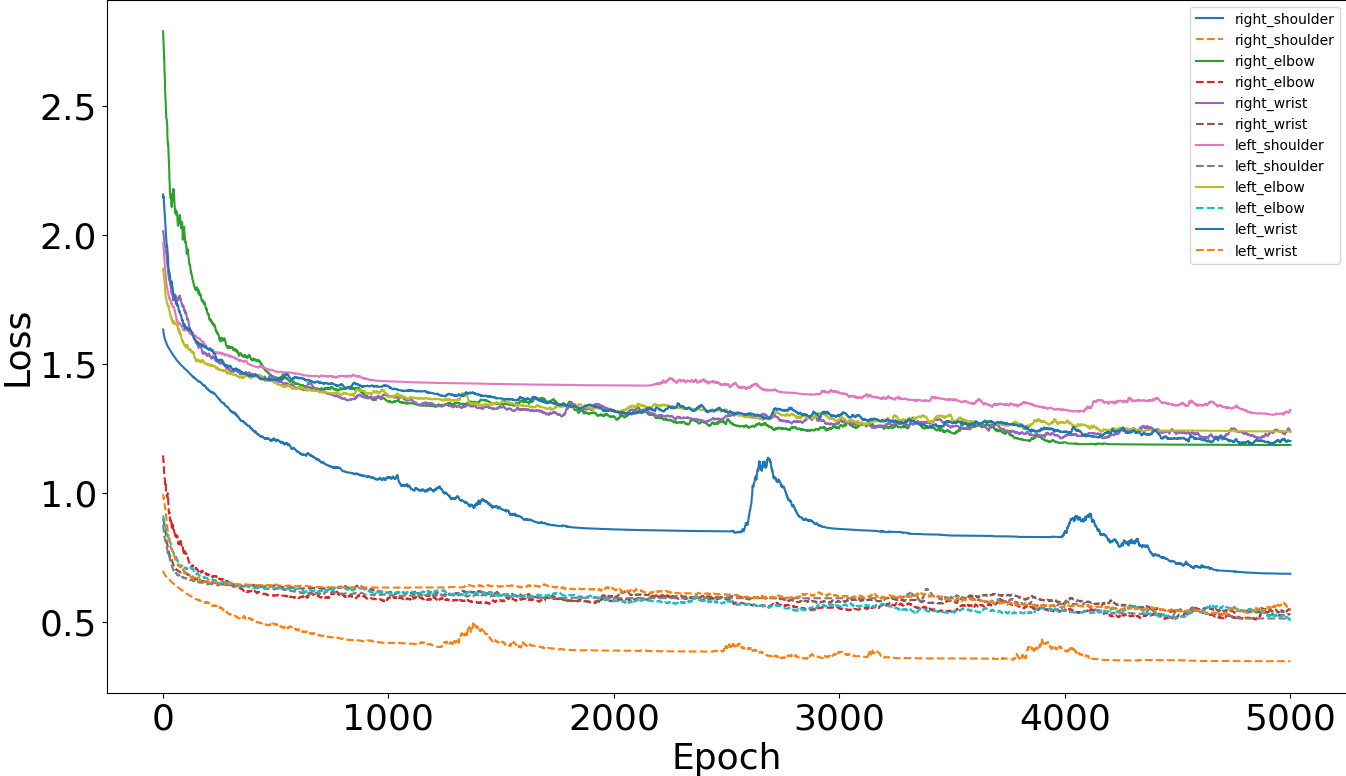 right_shoulder
right_shoulder
right_elbow
right_elbow
right_wrist
right_wrist
left_shoulder
left_shoulder
left_elbow
left_elbow
left_wrist
left_wrist
2.5
2.0
1.5
1.0
0.5
Loss
0 1000 2000 3000 4000 5000
Epoch